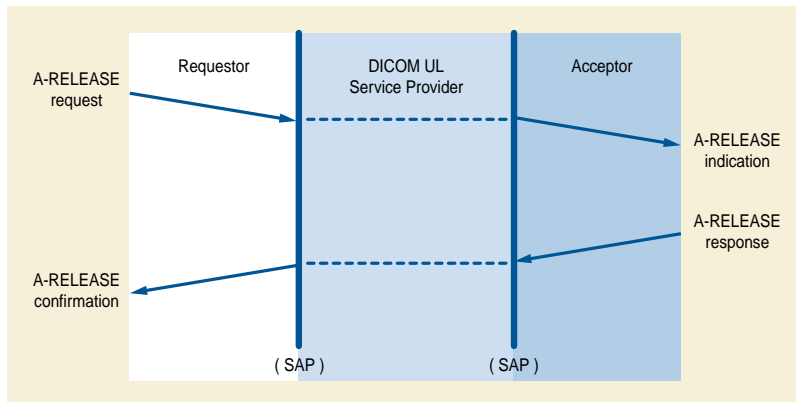 Requestor
DICOM UL
Service Provider
Acceptor
A-RELEASE
request
A-RELEASE
indication
A-RELEASE
response
A-RELEASE
confirmation
( SAP )
( SAP )